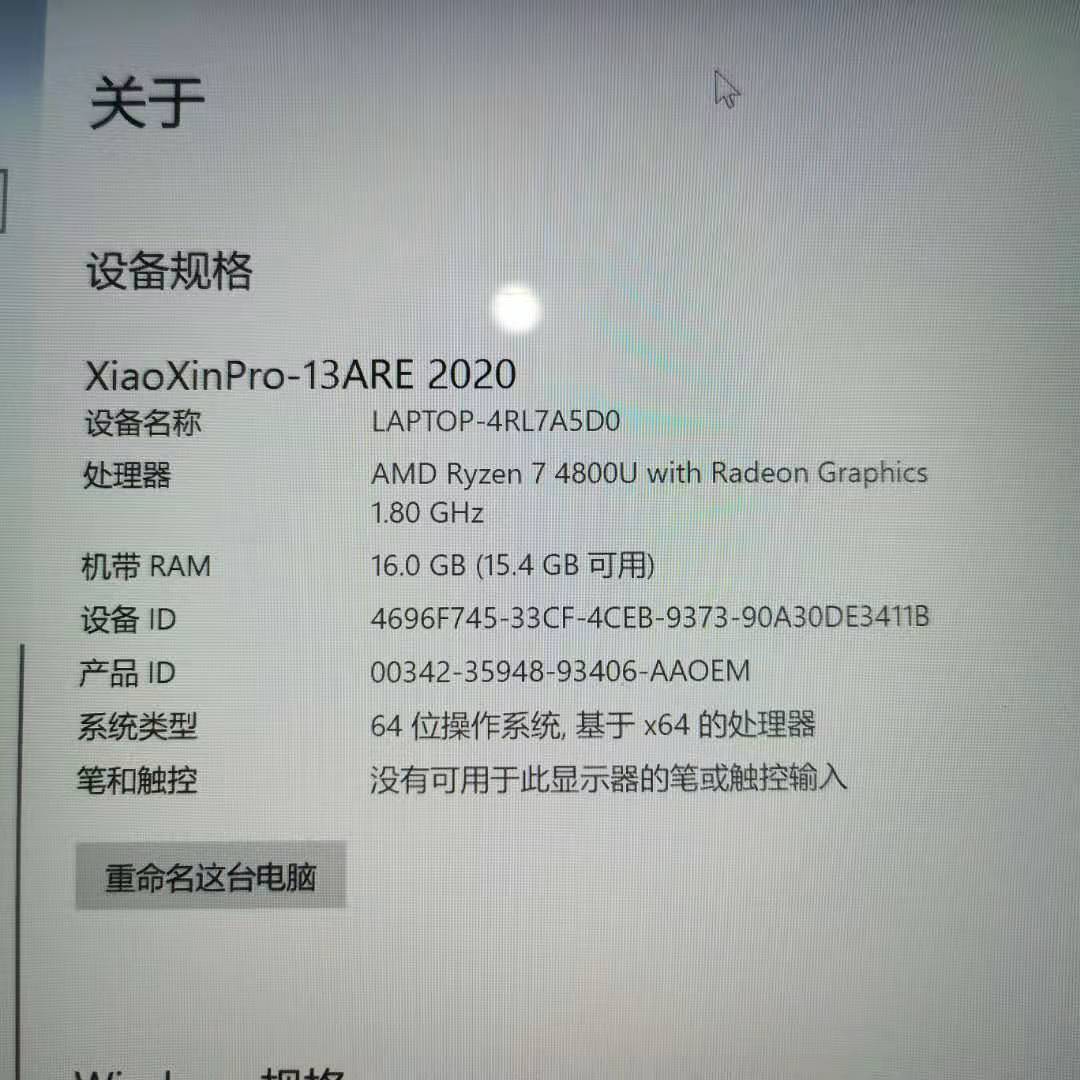 关于
设备规格
XiaoXinPro-13ARE 2020
设备名称 LAPTOP-4RL7A5D0
处理器 AMD Ryzen 7 4800U with Radeon Graphics
1.80 GHz
机带 RAM 16.0 GB (15.4 GB 可用)
设备 ID 4696F745-33CF-4CEB-9373-90A30DE3411B
产品 ID 00342-35948-93406-AAOEM
系统类型 64 位操作系统, 基于 x64 的处理器
笔和触控 没有可用于此显示器的笔或触控输入
重命名这台电脑
Windows 规格